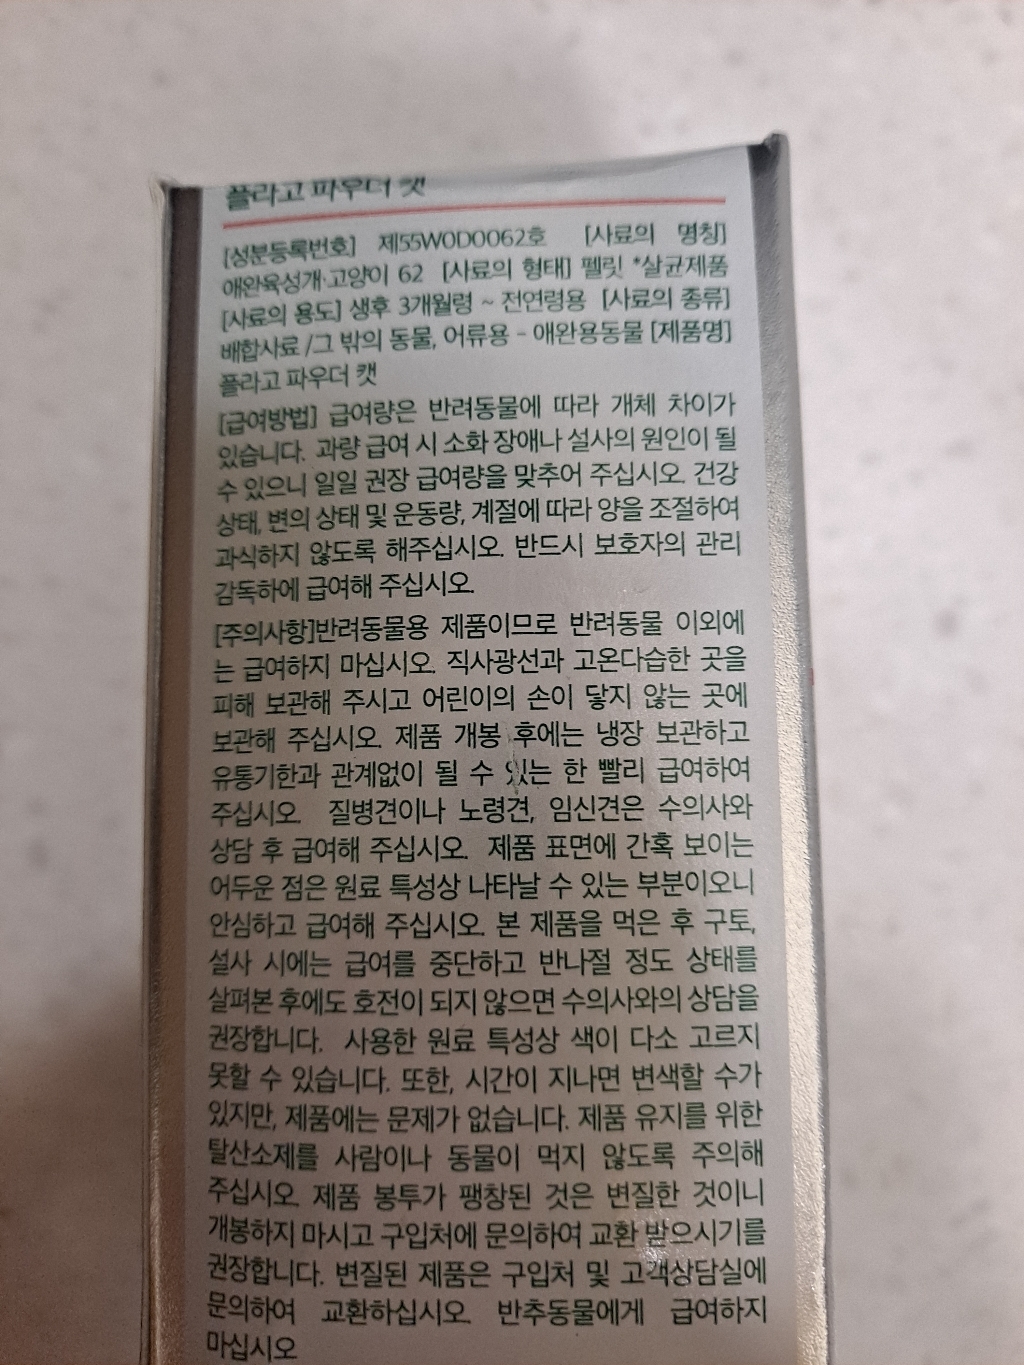 플라고 파우더 캣
[성분등록번호] 제55W0D0062호 [사료의 명칭]
애완육성개·고양이 62 [사료의 형태] 펠릿 *살균제품
[사료의 용도] 생후 3개월령 ~ 전연령용 [사료의 종류]
배합사료 /그 밖의 동물, 어류용 - 애완용동물 [제품명]
플라고 파우더 캣
[급여방법] 급여량은 반려동물에 따라 개체 차이가
있습니다. 과량 급여 시 소화 장애나 설사의 원인이 될
수 있으니 일일 권장 급여량을 맞추어 주십시오. 건강
상태, 변의 상태 및 운동량, 계절에 따라 양을 조절하여
과식하지 않도록 해주십시오. 반드시 보호자의 관리
감독하에 급여해 주십시오.
[주의사항]반려동물용 제품이므로 반려동물 이외에
는 급여하지 마십시오. 직사광선과 고온다습한 곳을
피해 보관해 주시고 어린이의 손이 닿지 않는 곳에
보관해 주십시오. 제품 개봉 후에는 냉장 보관하고
유통기한과 관계없이 될 수 있는 한 빨리 급여하여
주십시오. 질병견이나 노령견, 임신견은 수의사와
상담 후 급여해 주십시오. 제품 표면에 간혹 보이는
어두운 점은 원료 특성상 나타날 수 있는 부분이오니
안심하고 급여해 주십시오. 본 제품을 먹은 후 구토,
설사 시에는 급여를 중단하고 반나절 정도 상태를
살펴본 후에도 호전이 되지 않으면 수의사와의 상담을
권장합니다. 사용한 원료 특성상 색이 다소 고르지
못할 수 있습니다. 또한, 시간이 지나면 변색할 수가
있지만, 제품에는 문제가 없습니다. 제품 유지를 위한
탈산소제를 사람이나 동물이 먹지 않도록 주의해
주십시오. 제품 봉투가 팽창된 것은 변질한 것이니
개봉하지 마시고 구입처에 문의하여 교환 받으시기를
권장합니다. 변질된 제품은 구입처 및 고객상담실에
문의하여 교환하십시오. 반추동물에게 급여하지
마십시오